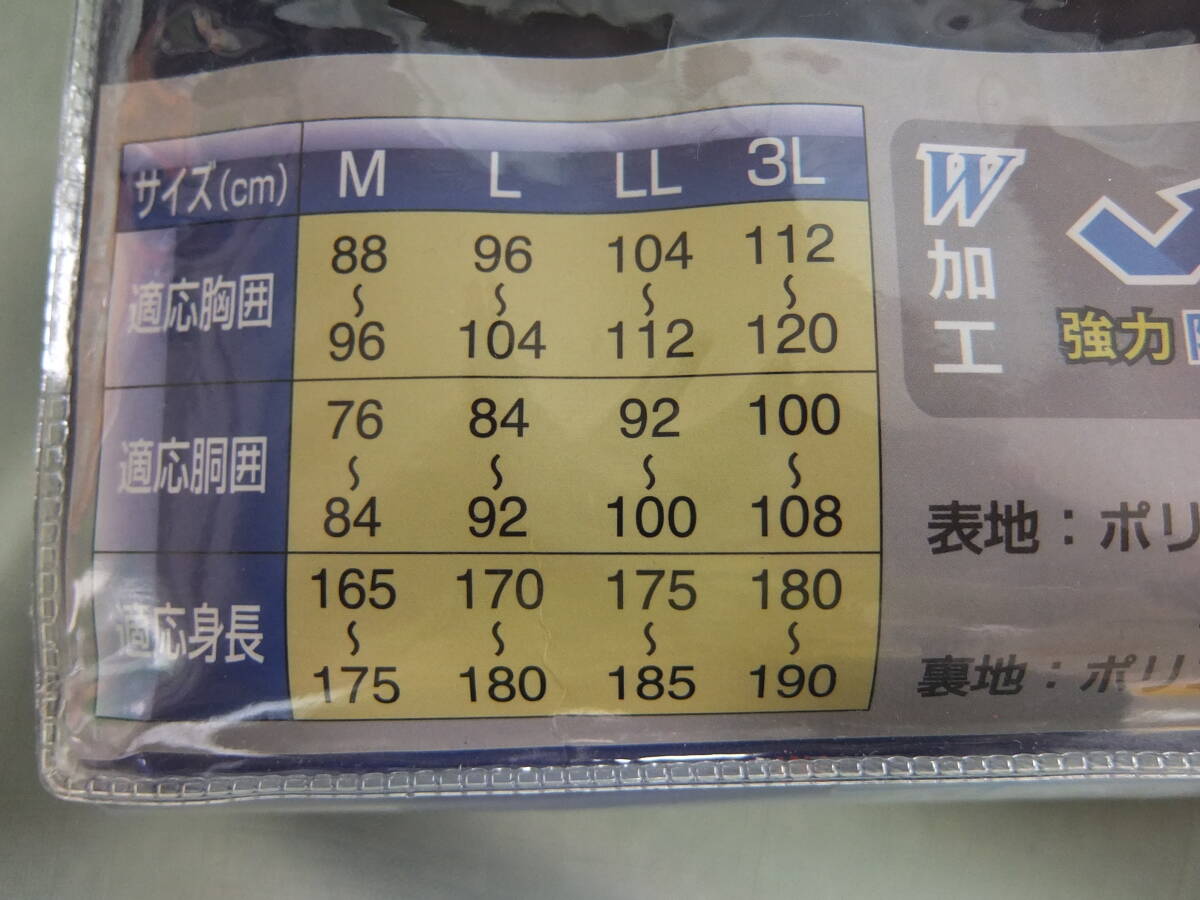 サイズ(cm) M L LL 3L
適応胸囲 88〜96 96〜104 104〜112 112〜120
適応胴囲 76〜84 84〜92 92〜100 100〜108
適応身長 165〜175 170〜180 175〜185 180〜190
W加工
強力
表地：ポリ
裏地：ポリ